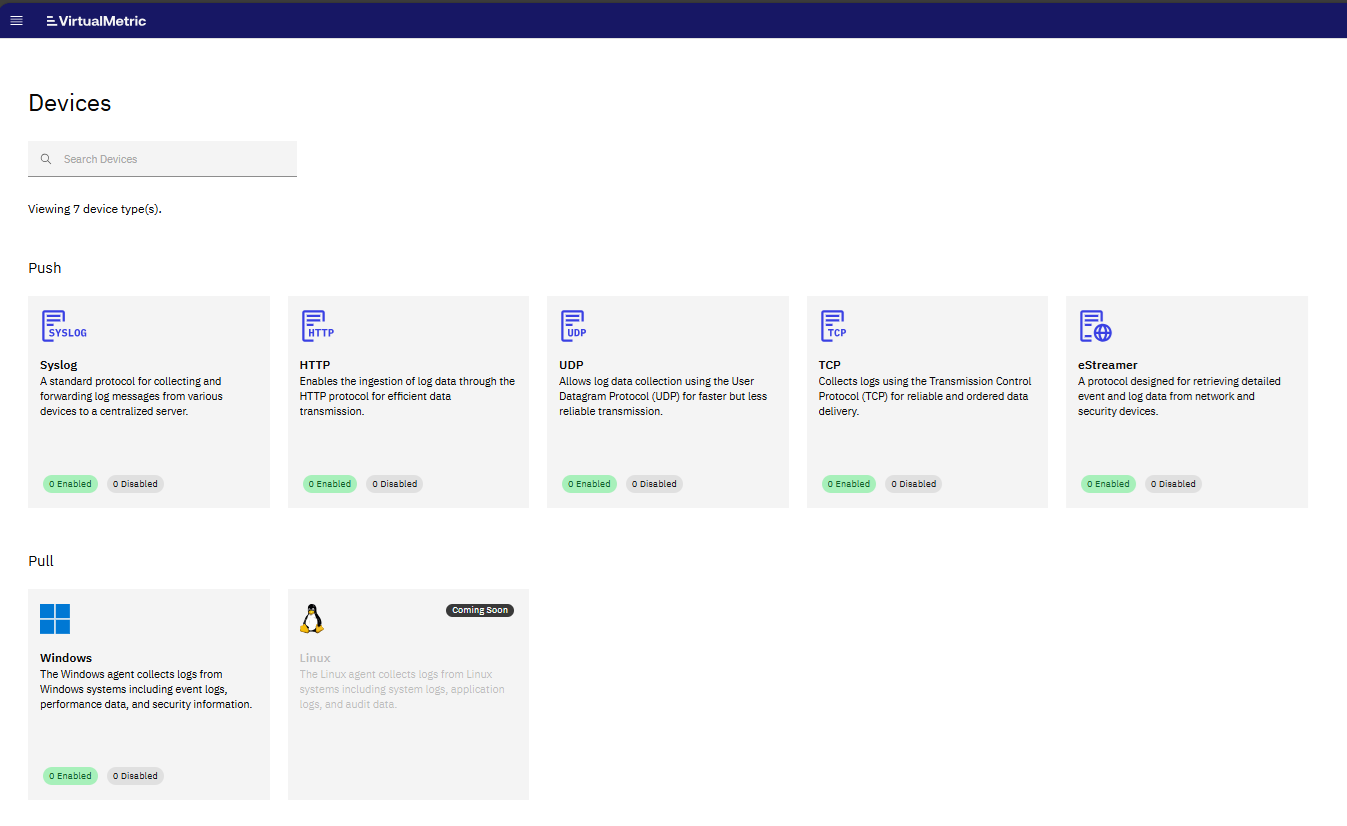 VirtualMetric
Devices
Search Devices
Viewing 7 device type(s).
Push
SYSLOG
Syslog
A standard protocol for collecting and
forwarding log messages from various
devices to a centralized server.
0 Enabled 0 Disabled
HTTP
HTTP
Enables the ingestion of log data through the
HTTP protocol for efficient data
transmission.
0 Enabled 0 Disabled
UDP
UDP
Allows log data collection using the User
Datagram Protocol (UDP) for faster but less
reliable transmission.
0 Enabled 0 Disabled
TCP
TCP
Collects logs using the Transmission Control
Protocol (TCP) for reliable and ordered data
delivery.
0 Enabled 0 Disabled
eStreamer
A protocol designed for retrieving detailed
event and log data from network and
security devices.
0 Enabled 0 Disabled
Pull
Windows
The Windows agent collects logs from
Windows systems including event logs,
performance data, and security information.
0 Enabled 0 Disabled
Coming Soon
Linux
The Linux agent collects logs from Linux
systems including system logs, application
logs, and audit data.